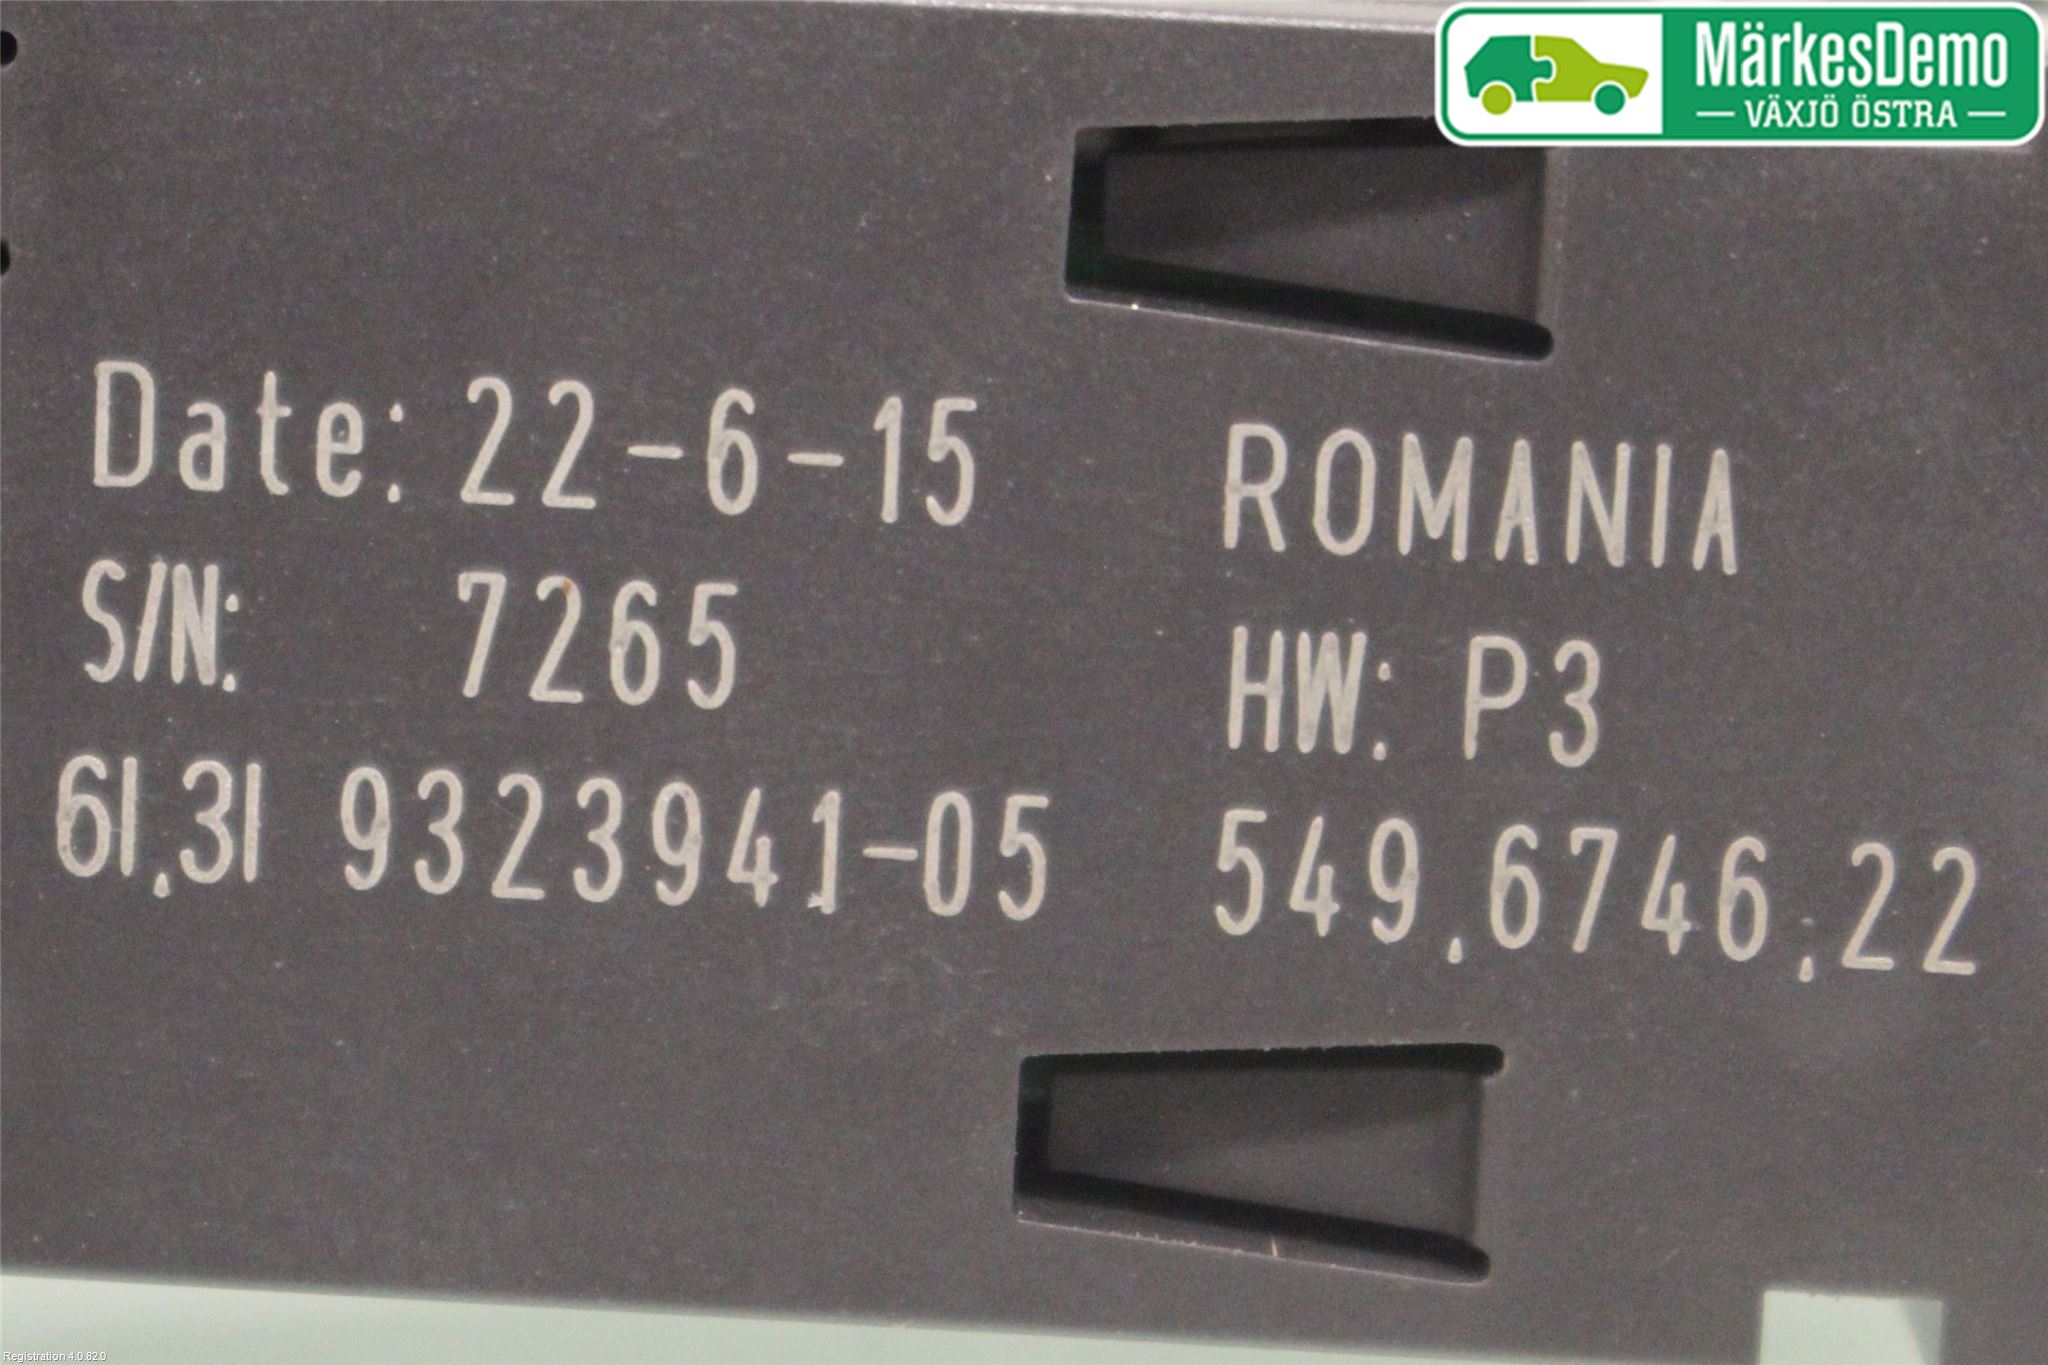 MärkesDemo
— VÄXJÖ ÖSTRA —
Date: 22-6-15
ROMANIA
S/N: 7265
HW: P3
61.31 9323941-05
549.6746.22
Registration 4.0.82.0